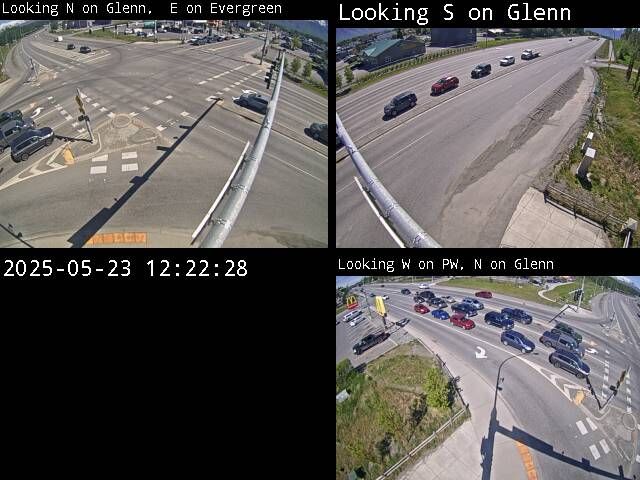 Looking N on Glenn,  E on Evergreen
Looking S on Glenn
2025-05-23 12:22:28
Looking W on PW, N on Glenn